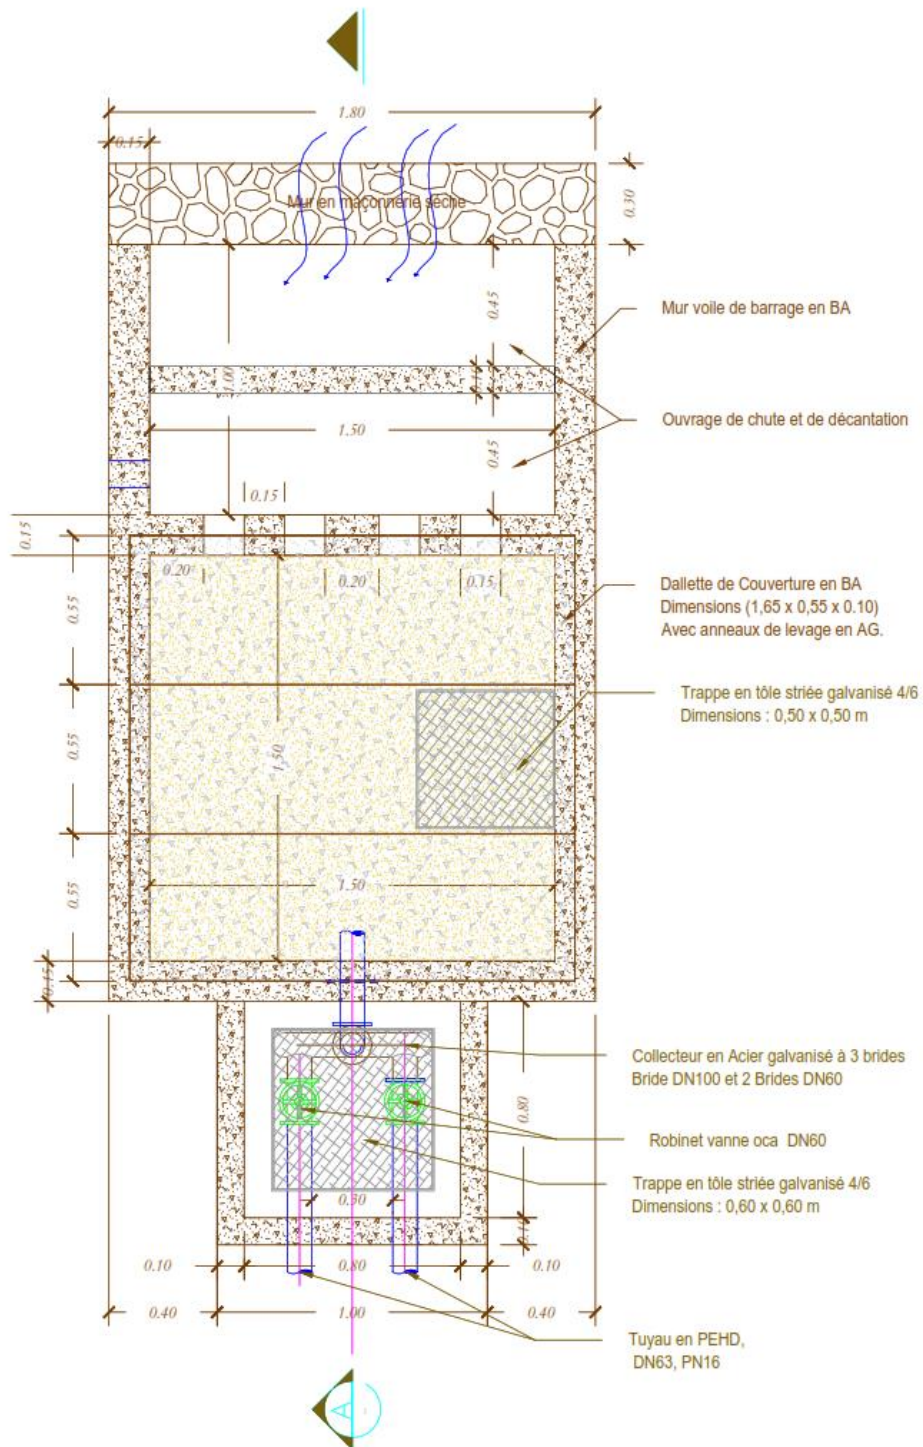 1.80
0.15
Mur en maçonnerie sèche
0.30
0.45
Mur voile de barrage en BA
1.00
Ouvrage de chute et de décantation
1.50
0.45
0.15
0.15
0.20
0.20
0.15
0.55
Dallette de Couverture en BA
Dimensions (1,65 x 0,55 x 0.10)
Avec anneaux de levage en AG.
Trappe en tôle striée galvanisé 4/6
Dimensions : 0,50 x 0,50 m
0.55
1.50
0.55
1.50
0.15
Collecteur en Acier galvanisé à 3 brides
Bride DN100 et 2 Brides DN60
0.80
Robinet vanne oca DN60
Trappe en tôle striée galvanisé 4/6
Dimensions : 0,60 x 0,60 m
0.30
0.10
0.10
0.80
0.10
0.40
1.00
0.40
Tuyau en PEHD,
DN63, PN16
A